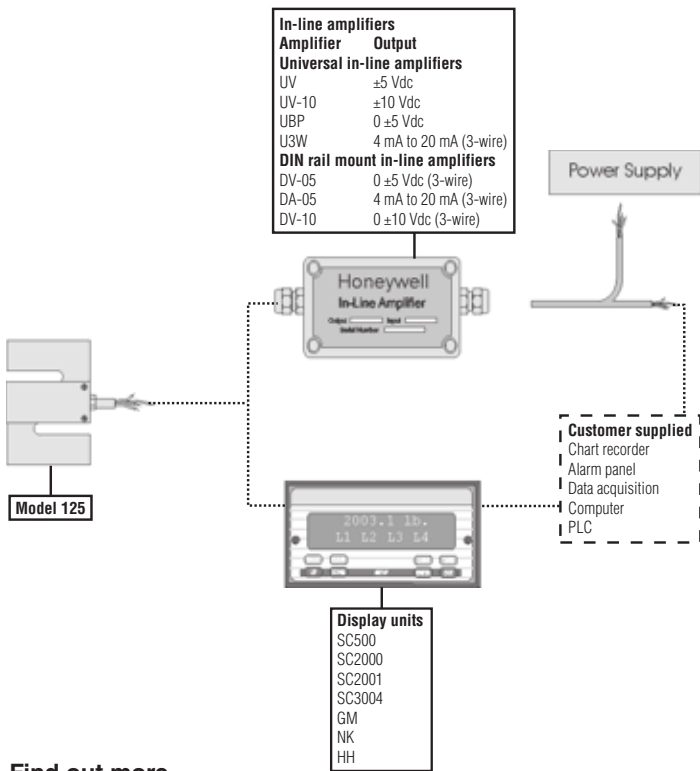 In-line amplifiers
Amplifier Output
Universal in-line amplifiers
UV ±5 Vdc
UV-10 ±10 Vdc
UBP 0 ±5 Vdc
U3W 4 mA to 20 mA (3-wire)
DIN rail mount in-line amplifiers
DV-05 0 ±5 Vdc (3-wire)
DA-05 4 mA to 20 mA (3-wire)
DV-10 0 ±10 Vdc (3-wire)
Power Supply
Honeywell
In-Line Amplifier
Output Input
Serial Number
Model 125
Customer supplied
Chart recorder
Alarm panel
Data acquisition
Computer
PLC
2003.1 lb.
L1 L2 L3 L4
Display units
SC500
SC2000
SC2001
SC3004
GM
NK
HH
Find out more